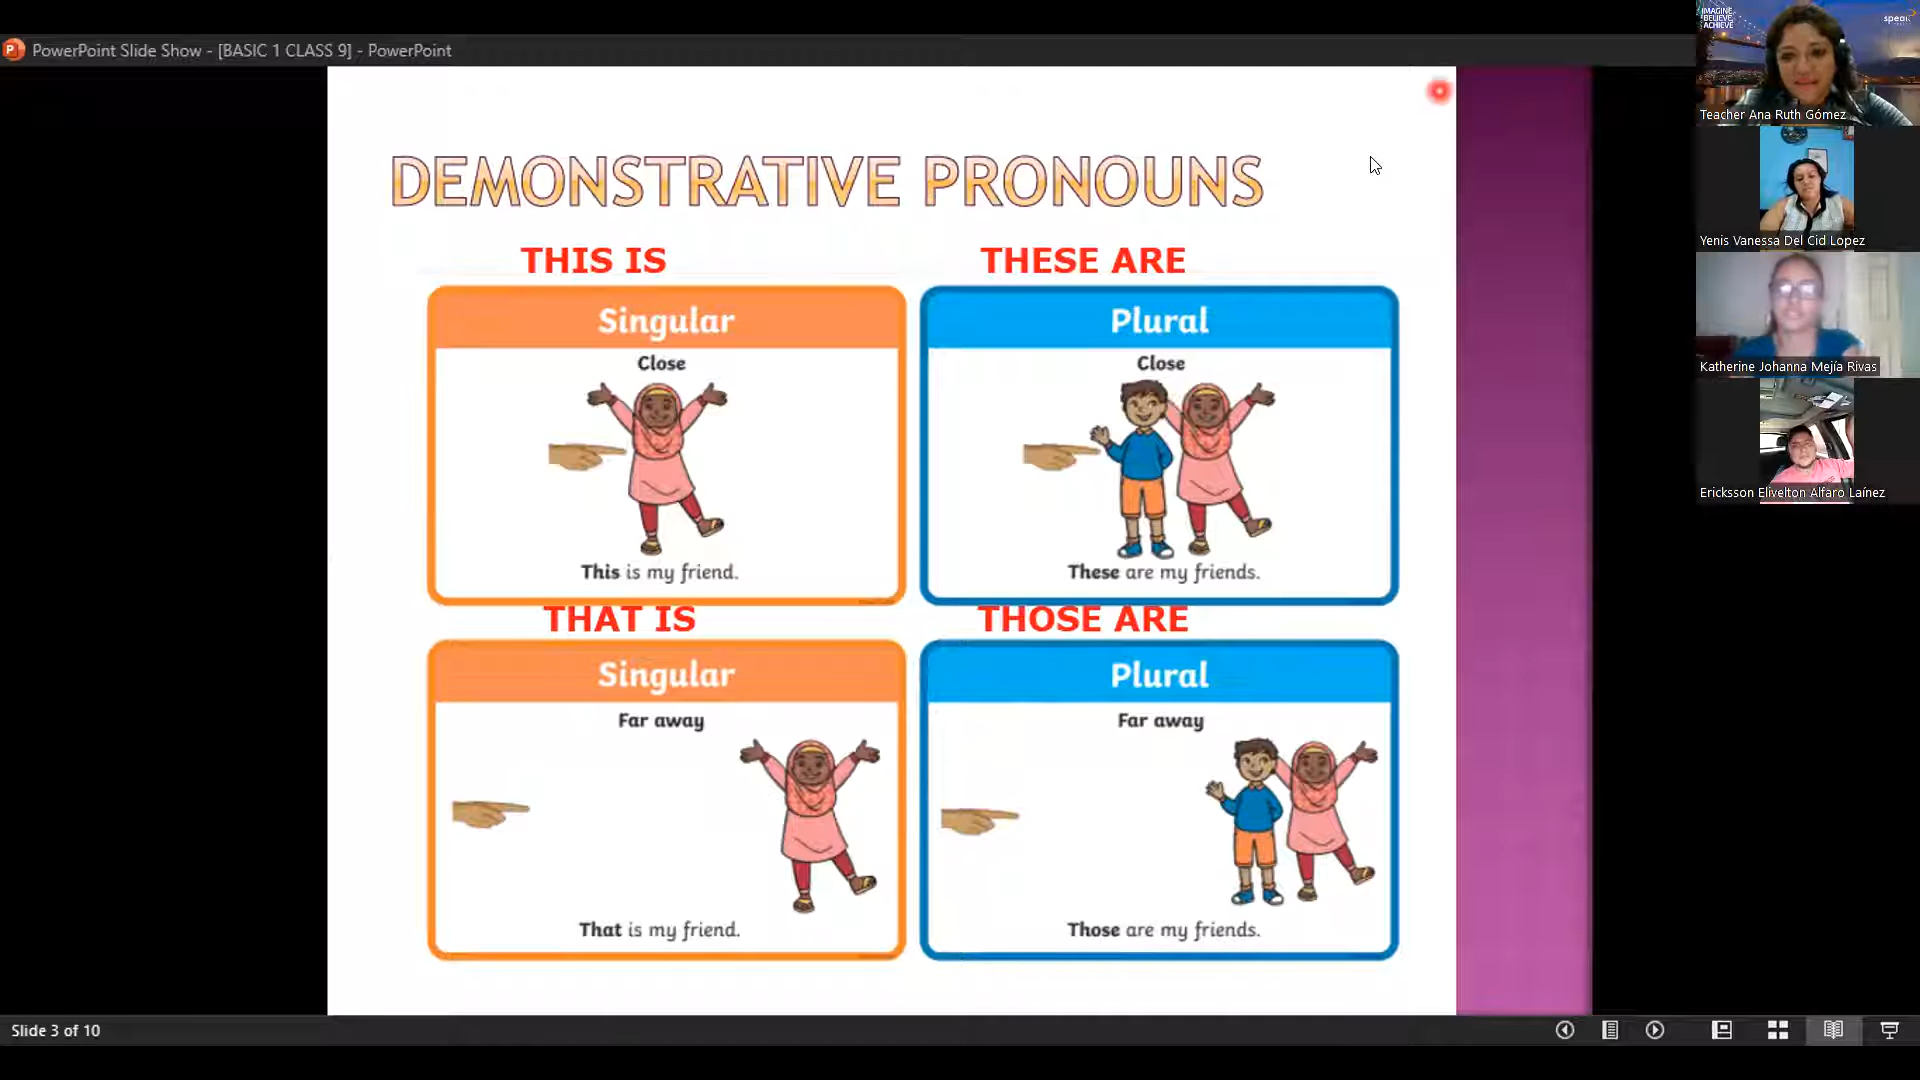 PowerPoint Slide Show - [BASIC 1 CLASS 9] - PowerPoint
DEMONSTRATIVE PRONOUNS
THIS IS
THESE ARE
Singular
Close
This is my friend.
Plural
Close
These are my friends.
THAT IS
THOSE ARE
Singular
Far away
That is my friend.
Plural
Far away
Those are my friends.
IMAGINE
BELIEVE
ACHIEVE
Teacher Ana Ruth Gómez
Yenis Vanessa Del Cid Lopez
Katherine Johanna Mejía Rivas
Ericksson Elivelton Alfaro Laínez
Slide 3 of 10